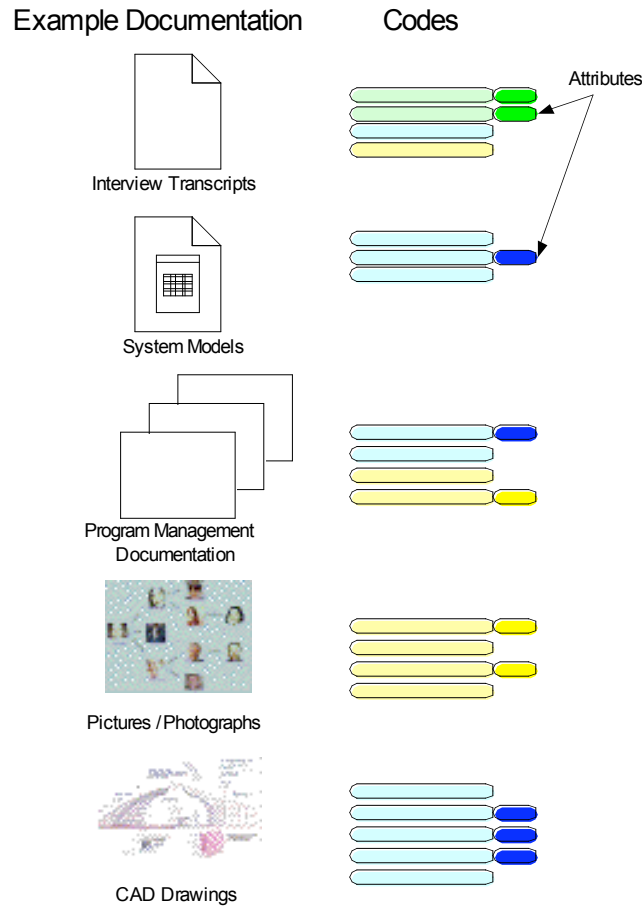 Example Documentation
Codes
Attributes
Interview Transcripts
System Models
Program Management
Documentation
Pictures / Photographs
CAD Drawings